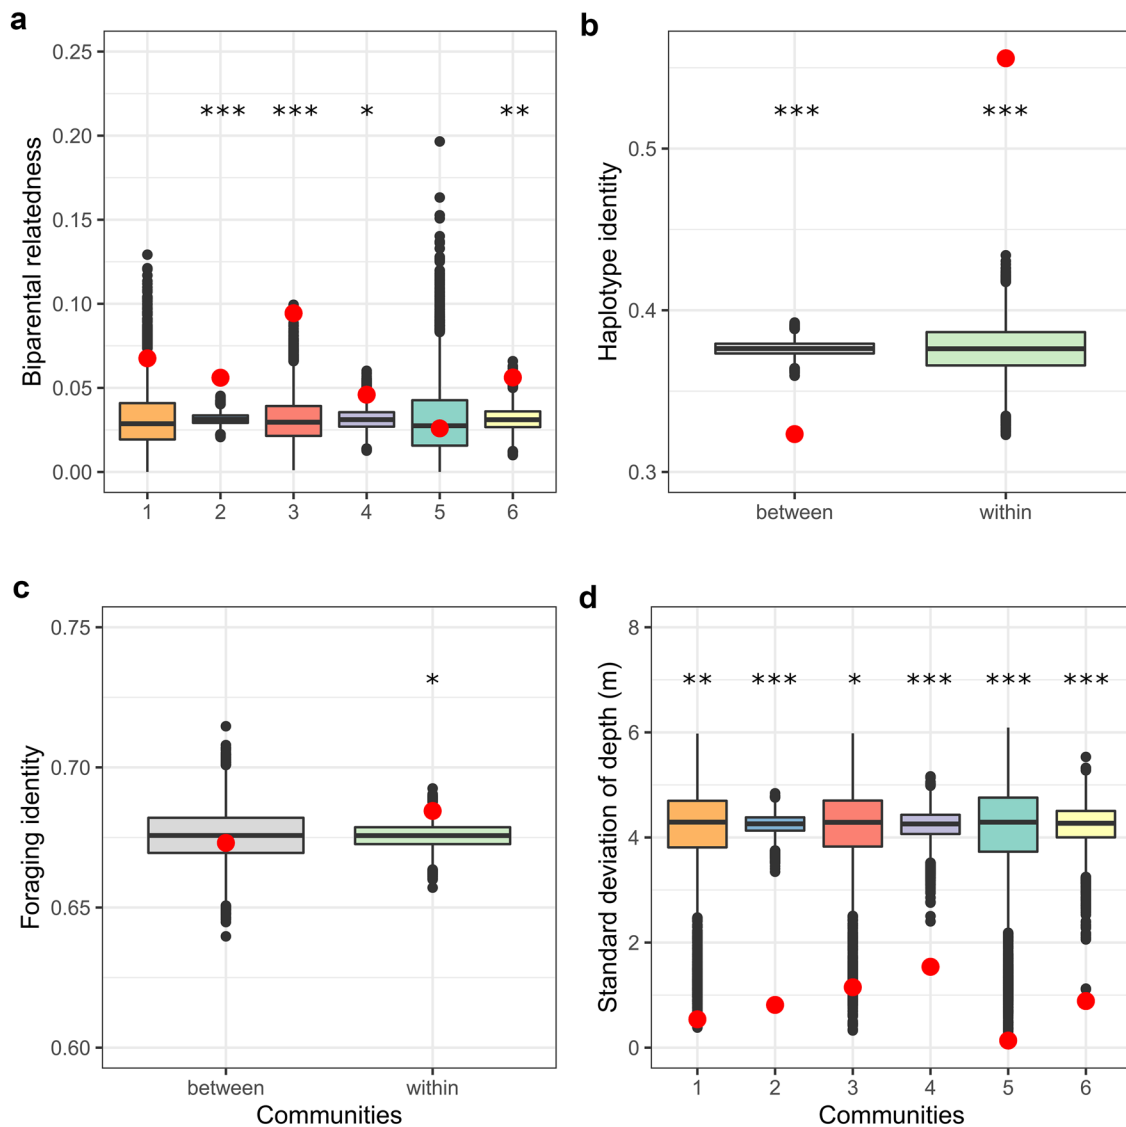 a
0.25
0.20
0.15
0.10
0.05
0.00
Biparental relatedness
*** *** * **
1 2 3 4 5 6
b
0.5
0.4
0.3
Haplotype identity
*** ***
between within
c
0.75
0.70
0.65
0.60
Foraging identity
*
between within
Communities
d
8
6
4
2
0
Standard deviation of depth (m)
** *** * *** *** ***
1 2 3 4 5 6
Communities